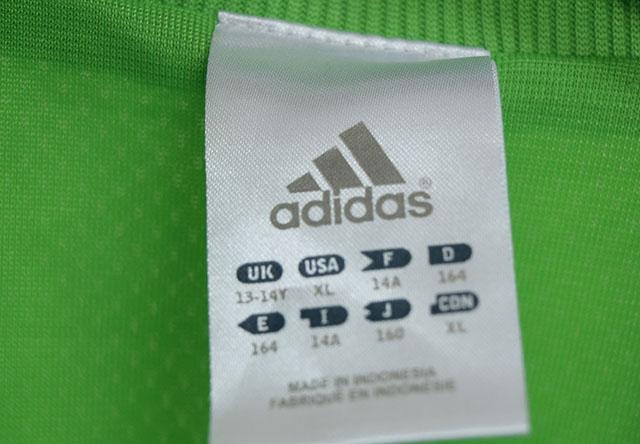 adidas®
UK USA F D
13-14Y XL 14A 164
E I J CDN
164 14A 160 XL
MADE IN INDONESIA
FABRIQUÉ EN INDONÉSIE